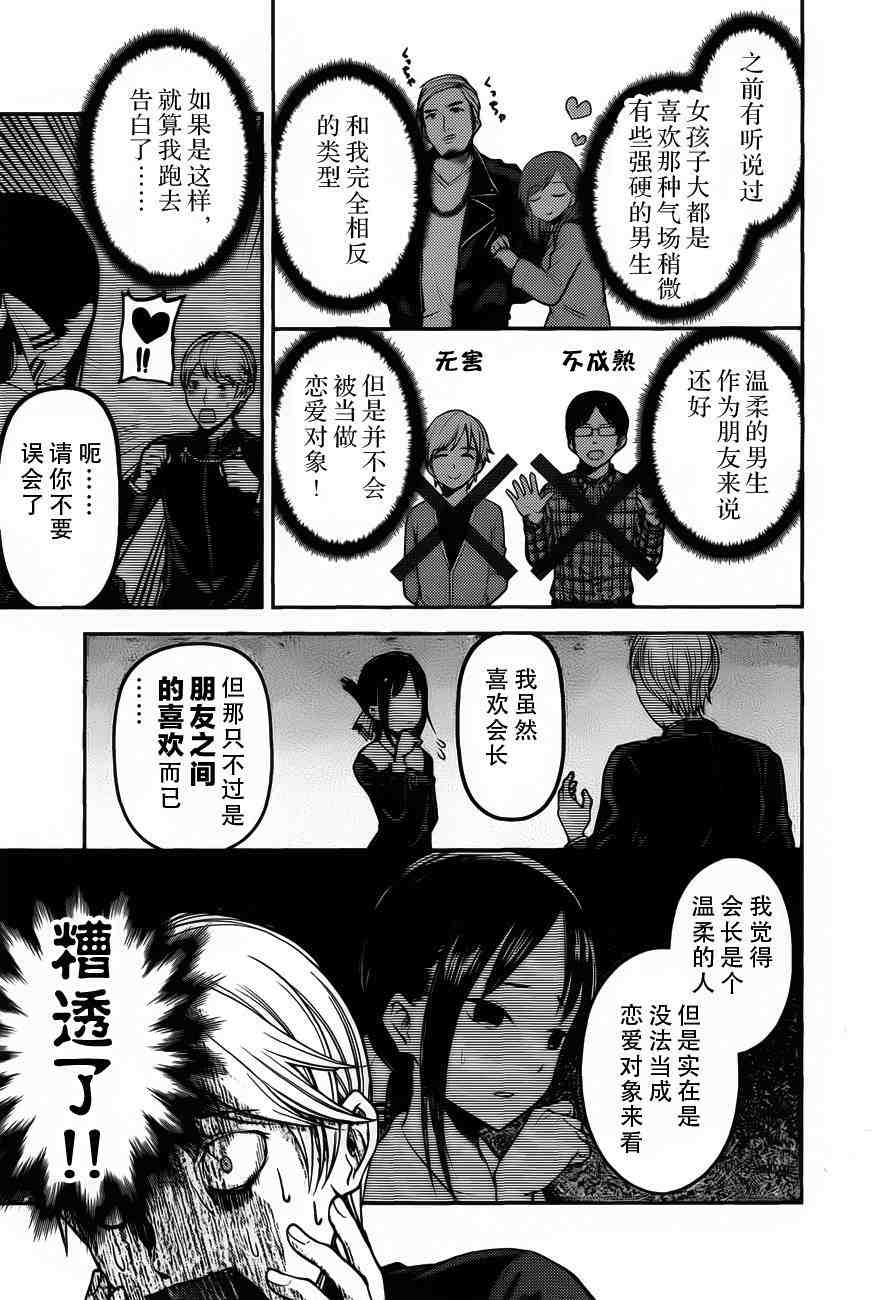 之前有听说过
女孩子大都是
喜欢那种气场稍微
有些强硬的男生
和我完全相反
的类型
温柔的男生
作为朋友来说
还好
不成熟
无害
但是并不会
被当做
恋爱对象！
如果是这样，
就算我跑去
告白了……
!!
呃……
请你不要
误会了
我虽然
喜欢会长
但那只不过是
朋友之间
的喜欢而已
……
我觉得
会长是个
温柔的人
但是实在是
没法当成
恋爱对象来看
糟透了!!